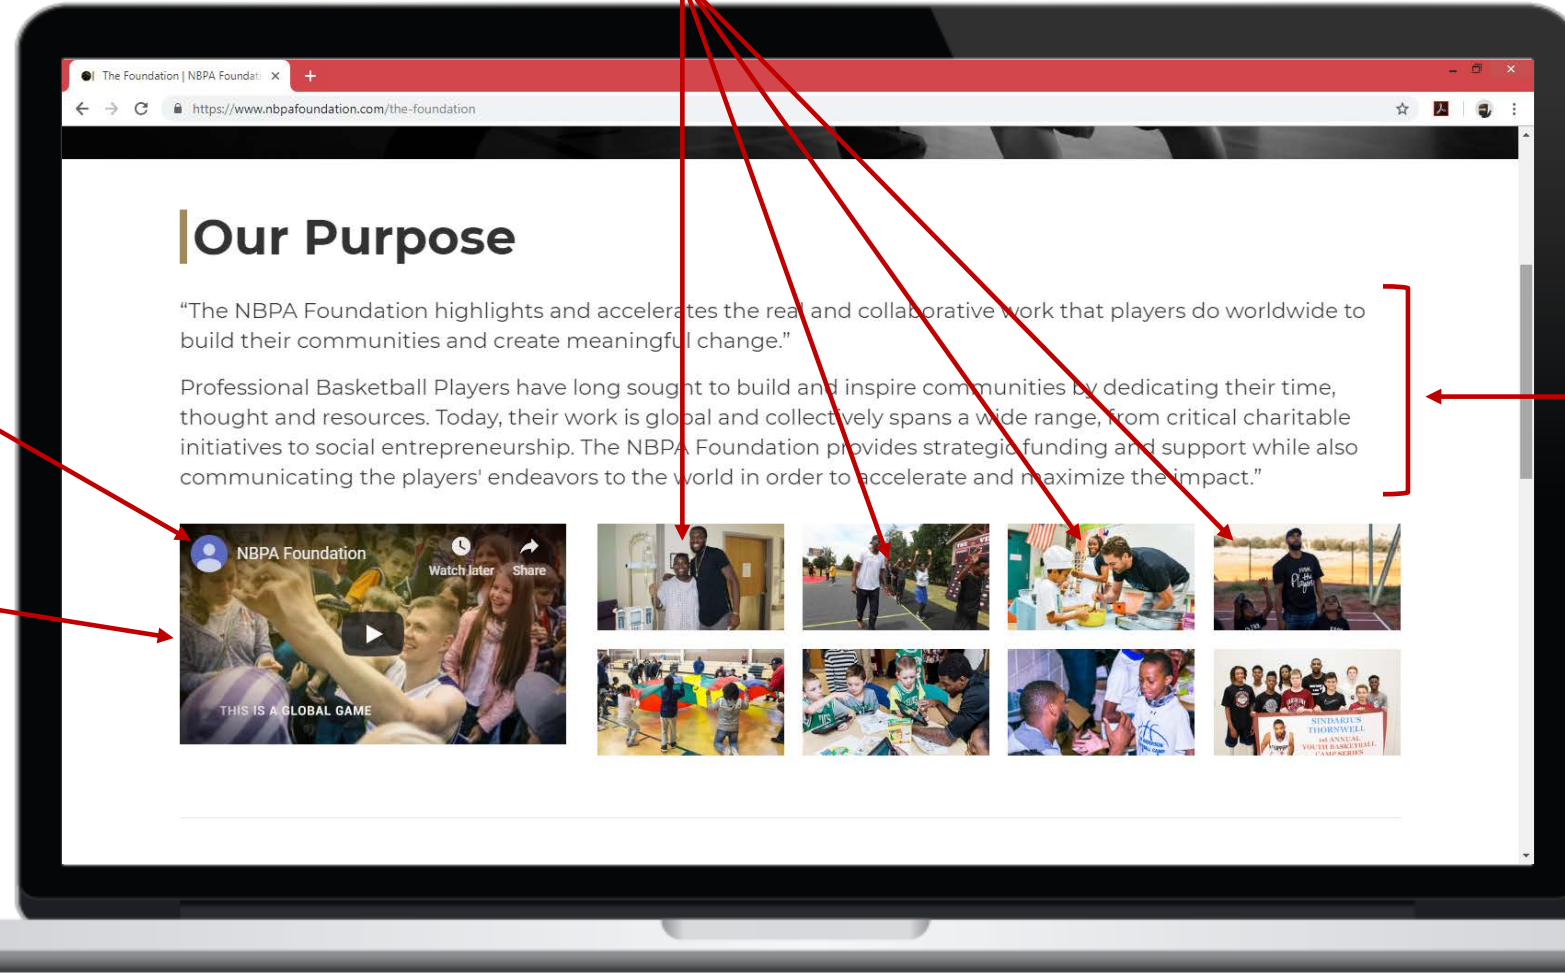 The Foundation | NBPA Foundati
https://www.nbpafoundation.com/the-foundation
Our Purpose
“The NBPA Foundation highlights and accelerates the real and collaborative work that players do worldwide to
build their communities and create meaningful change.”
Professional Basketball Players have long sought to build and inspire communities by dedicating their time,
thought and resources. Today, their work is global and collectively spans a wide range, from critical charitable
initiatives to social entrepreneurship. The NBPA Foundation provides strategic funding and support while also
communicating the players' endeavors to the world in order to accelerate and maximize the impact.”
NBPA Foundation
Watch later
Share
THIS IS A GLOBAL GAME
SINDARIUS
THORNWELL
1st ANNUAL
YOUTH BASKETBALL
CAMP SERIES